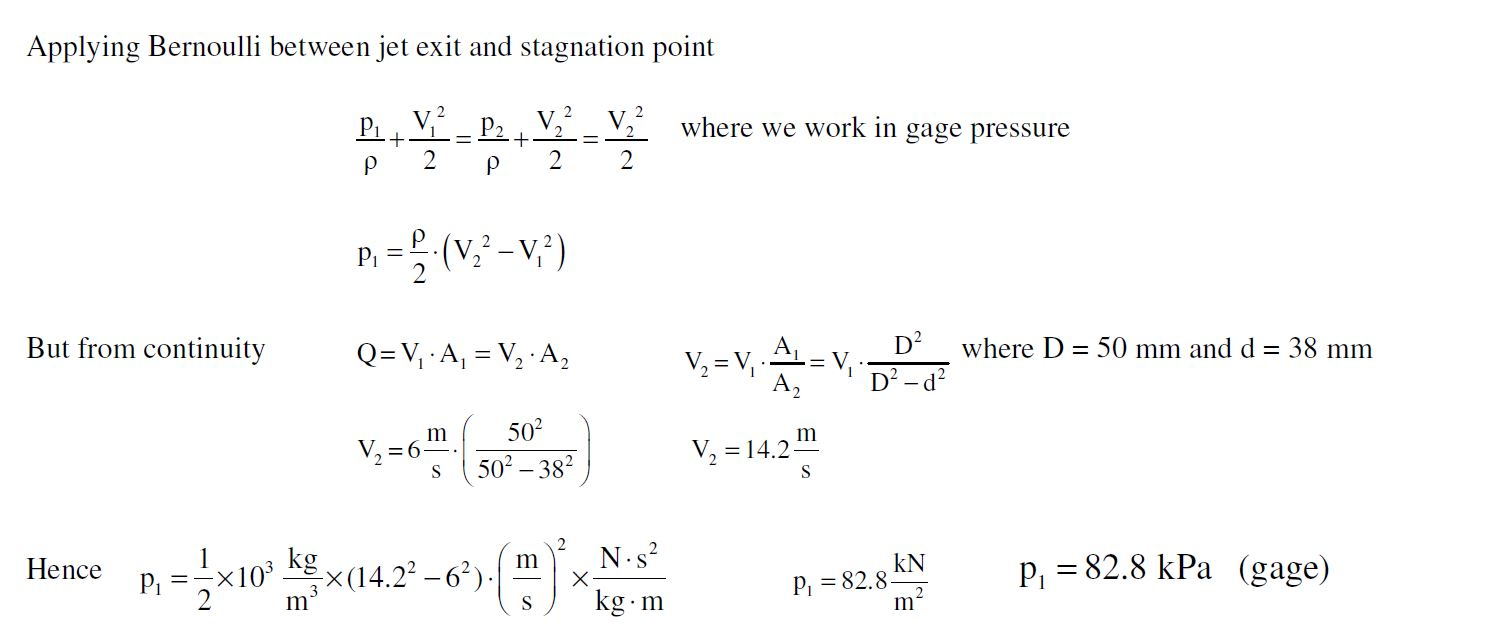 Applying Bernoulli between jet exit and stagnation point
p₁/ρ + V₁²/2 = p₂/ρ + V₂²/2 = V₂²/2 where we work in gage pressure
p₁ = ρ/2 · (V₂² − V₁²)
But from continuity Q = V₁ · A₁ = V₂ · A₂ V₂ = V₁ · A₁/A₂ = V₁ · D²/(D² − d²) where D = 50 mm and d = 38 mm
V₂ = 6 m/s · (50²/(50² − 38²)) V₂ = 14.2 m/s
Hence p₁ = 1/2 × 10³ kg/m³ × (14.2² − 6²) · (m/s)² × N · s²/(kg · m) p₁ = 82.8 kN/m² p₁ = 82.8 kPa (gage)